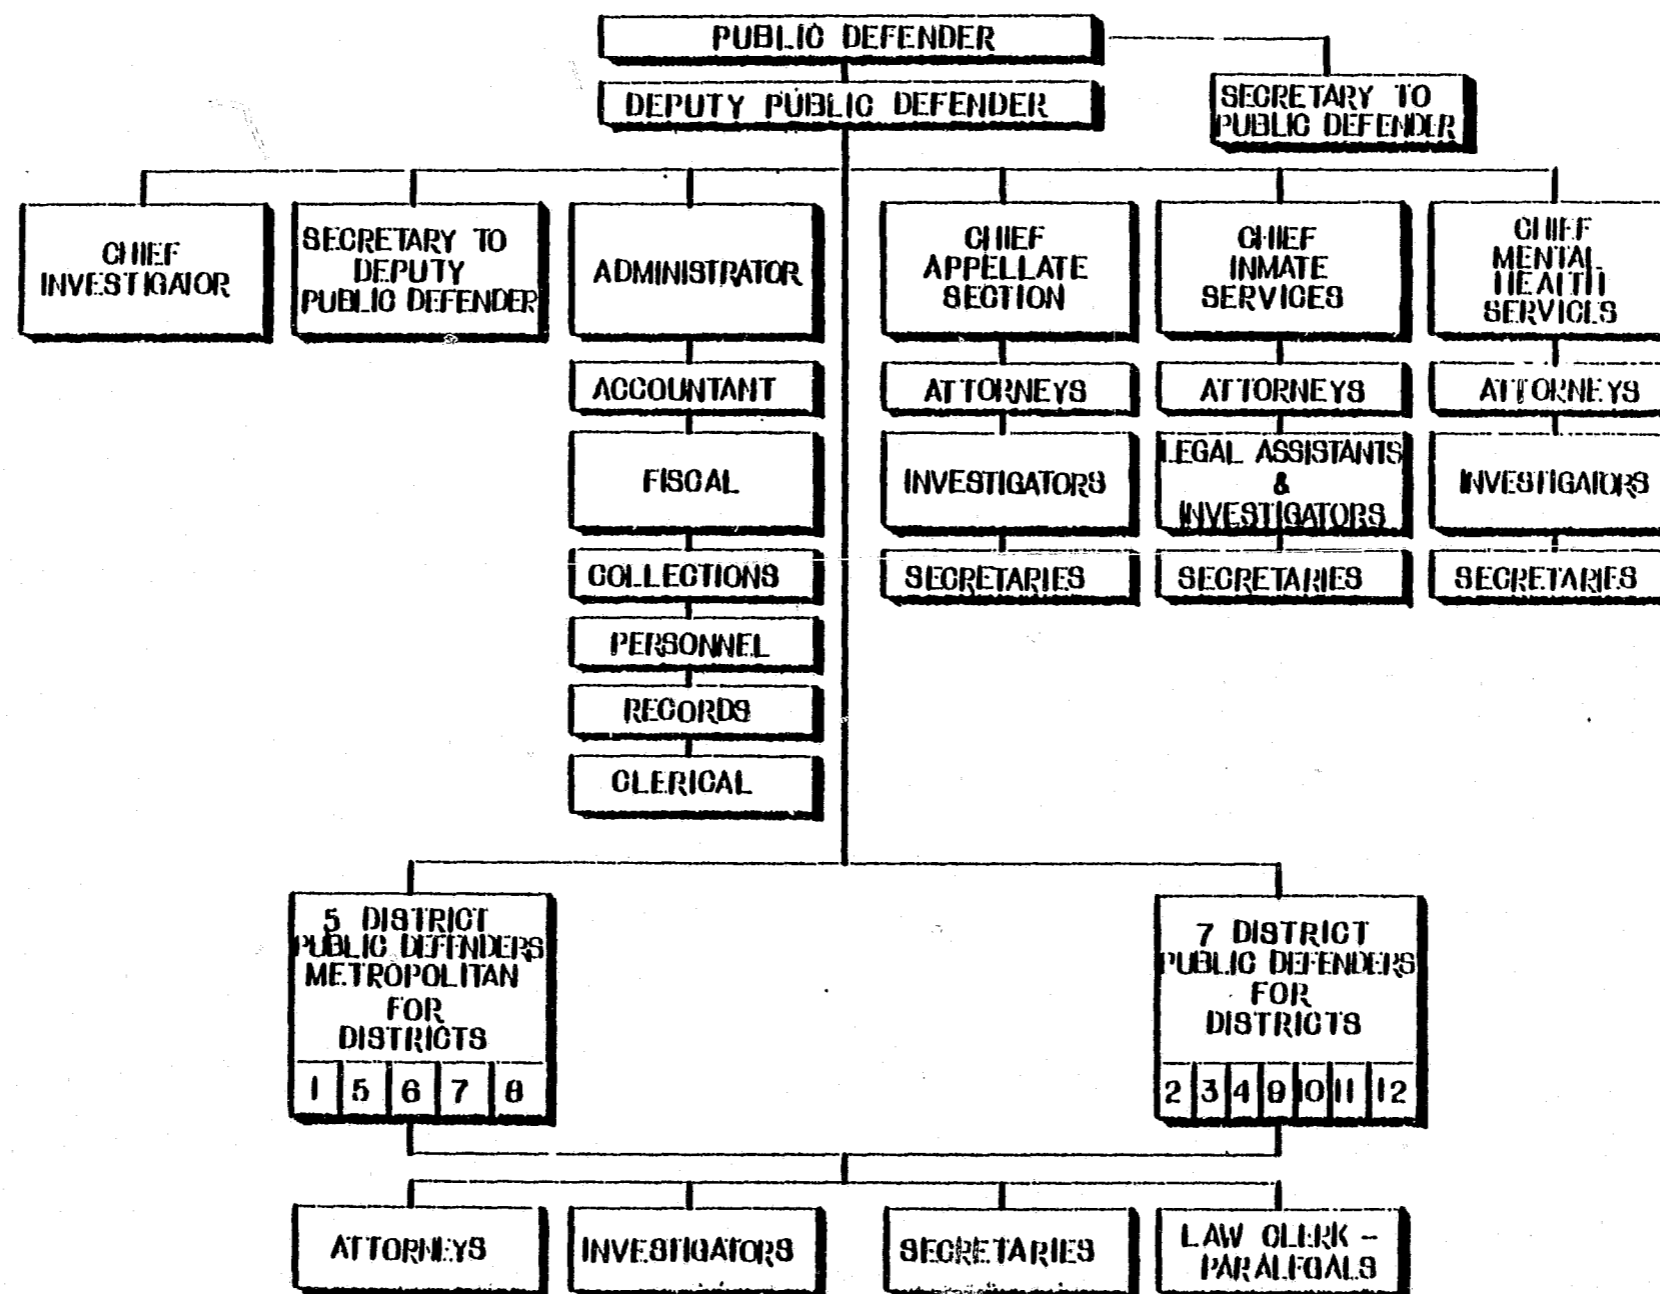 PUBLIC DEFENDER
DEPUTY PUBLIC DEFENDER
SECRETARY TO
PUBLIC DEFENDER
CHIEF
INVESTIGATOR
SECRETARY TO
DEPUTY
PUBLIC DEFENDER
ADMINISTRATOR
CHIEF
APPELLATE
SECTION
CHIEF
INMATE
SERVICES
CHIEF
MENTAL
HEALTH
SERVICES
ACCOUNTANT
FISCAL
COLLECTIONS
PERSONNEL
RECORDS
CLERICAL
ATTORNEYS
INVESTIGATORS
SECRETARIES
ATTORNEYS
LEGAL ASSISTANTS
&
INVESTIGATORS
SECRETARIES
ATTORNEYS
INVESTIGATORS
SECRETARIES
5 DISTRICT
PUBLIC DEFENDERS
METROPOLITAN
FOR
DISTRICTS
1 5 6 7 8
7 DISTRICT
PUBLIC DEFENDERS
FOR
DISTRICTS
2 3 4 9 10 11 12
ATTORNEYS
INVESTIGATORS
SECRETARIES
LAW CLERK -
PARALEGALS